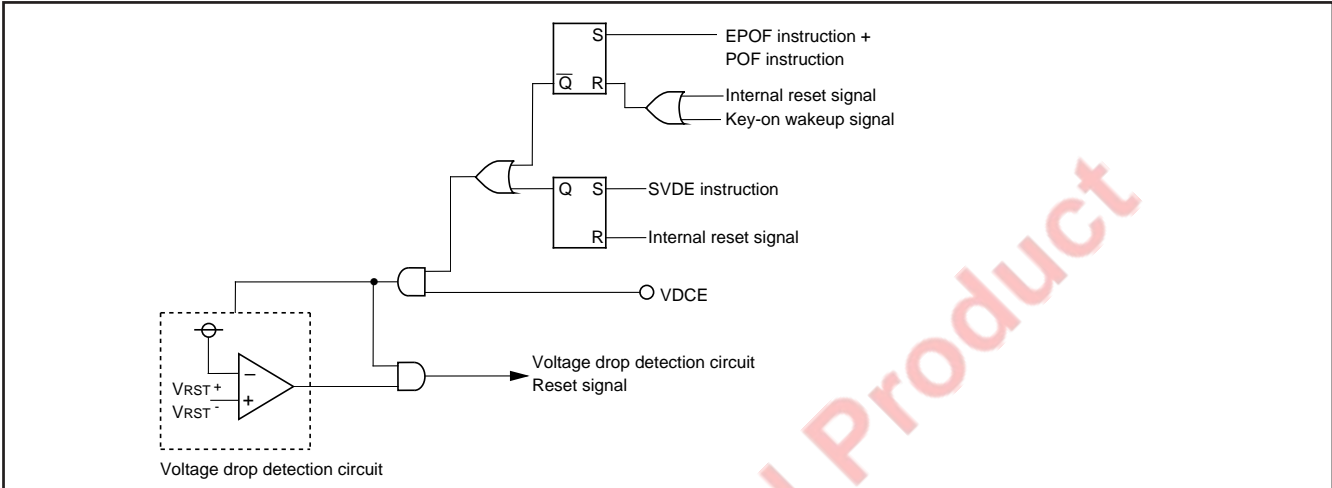 S
EPOF instruction +
POF instruction
Q
R
Internal reset signal
Key-on wakeup signal
Q
S
SVDE instruction
R
Internal reset signal
VDCE
Voltage drop detection circuit
Reset signal
−
VRST+
+
VRST-
Voltage drop detection circuit
Product